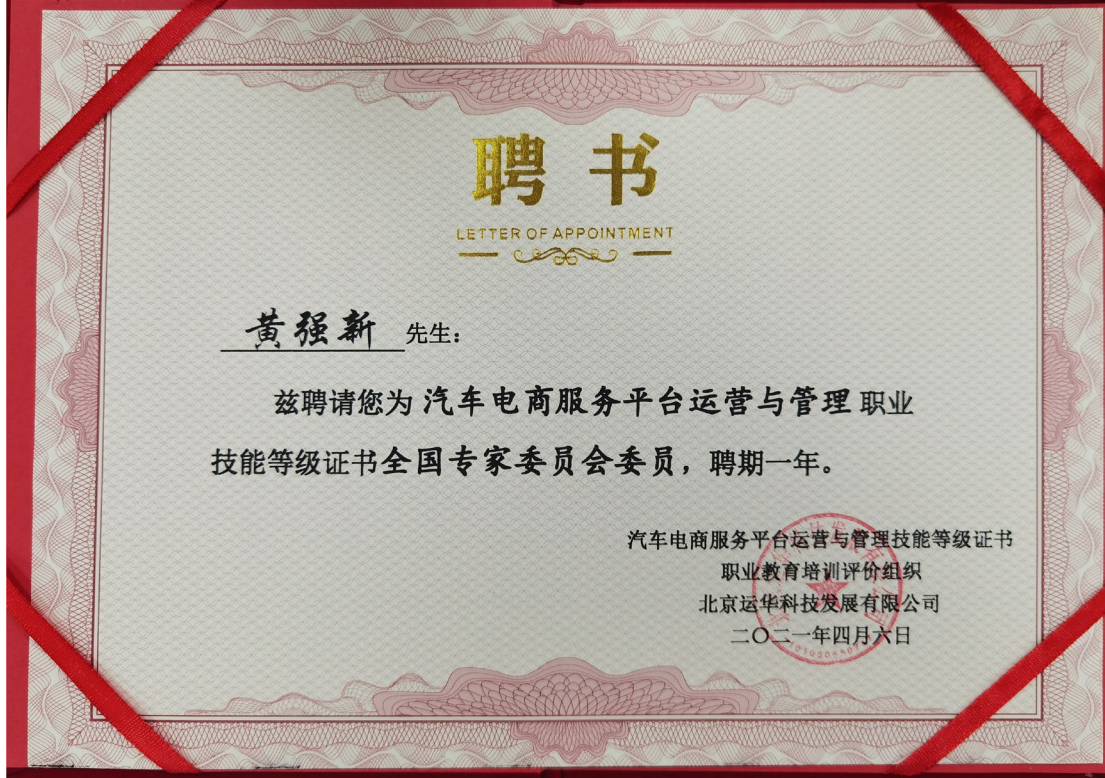 聘书
LETTER OF APPOINTMENT
黄强新 先生：
兹聘请您为 汽车电商服务平台运营与管理 职业
技能等级证书全国专家委员会委员，聘期一年。
汽车电商服务平台运营与管理技能等级证书
职业教育培训评价组织
北京运华科技发展有限公司
二〇二一年四月六日